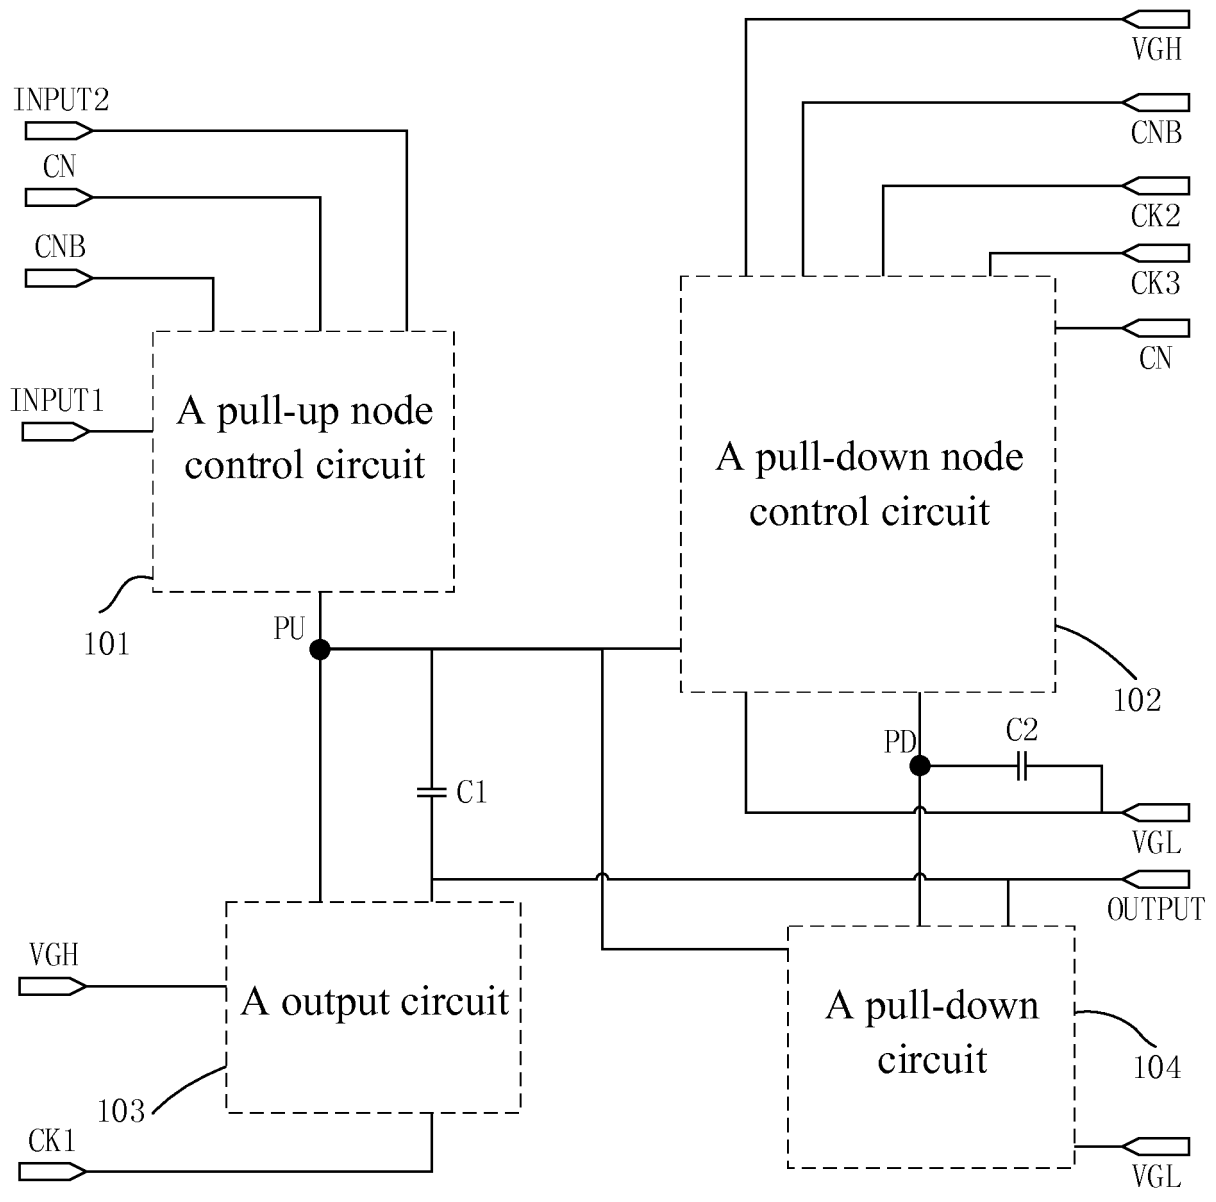 VGH
INPUT2
CNB
CN
CK2
CNB
CK3
CN
INPUT1
A pull-up node
control circuit
A pull-down node
control circuit
PU
101
102
PD
C2
C1
VGL
OUTPUT
VGH
A output circuit
A pull-down
circuit
104
103
CK1
VGL